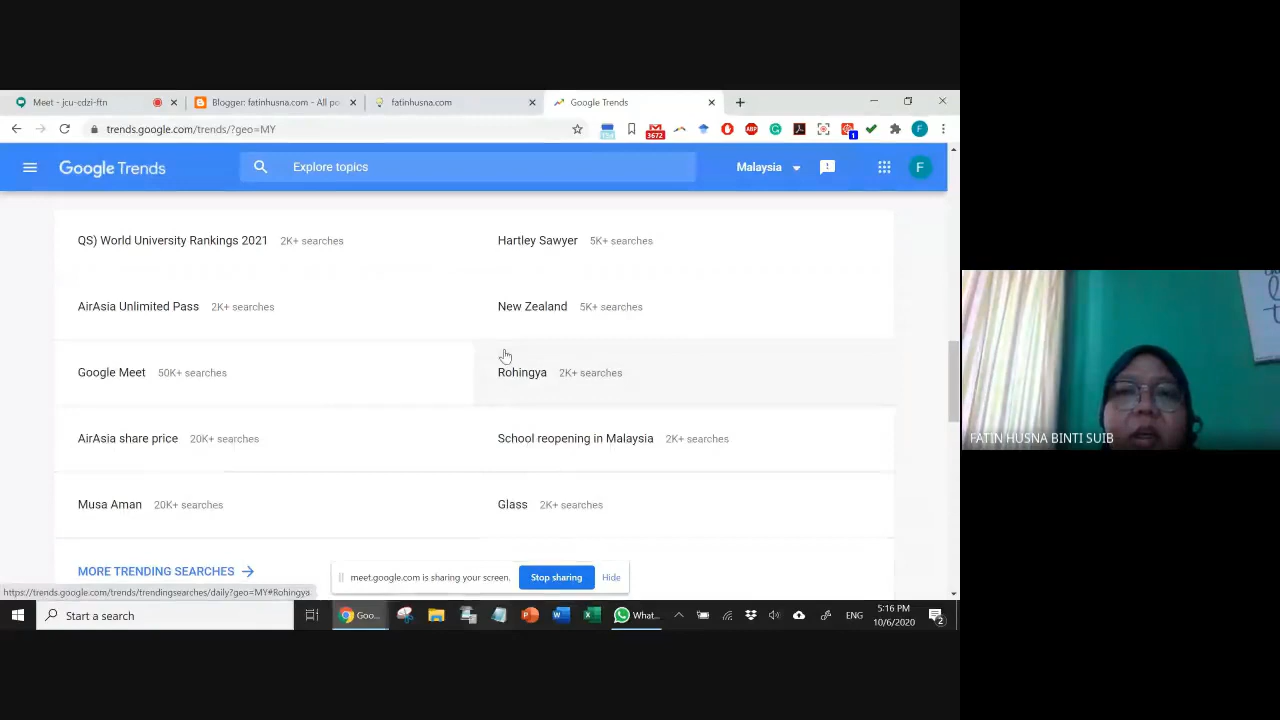 Meet - jcu-cdzi-ftn
Blogger: fatinhusna.com - All po
fatinhusna.com
Google Trends
trends.google.com/trends/?geo=MY
3672
ABP
1
F
Google Trends
Explore topics
Malaysia
F
QS) World University Rankings 2021 2K+ searches
Hartley Sawyer 5K+ searches
AirAsia Unlimited Pass 2K+ searches
New Zealand 5K+ searches
Google Meet 50K+ searches
Rohingya 2K+ searches
AirAsia share price 20K+ searches
School reopening in Malaysia 2K+ searches
Musa Aman 20K+ searches
Glass 2K+ searches
MORE TRENDING SEARCHES
meet.google.com is sharing your screen.
Stop sharing
Hide
https://trends.google.com/trends/trendingsearches/daily?geo=MY#Rohingya
Start a search
Goo...
What...
ENG
5:16 PM
10/6/2020
2
FATIN HUSNA BINTI SUIB